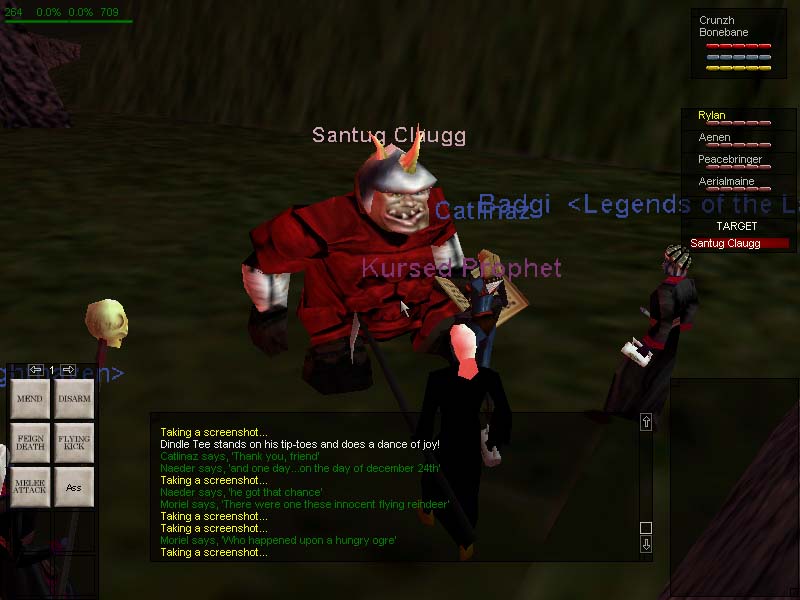 264 0.0% 0.0% 709
Crunzh
Bonebane
Rylan
Aenen
Peacebringer
Aerialmaine
TARGET
Santug Claugg
Santug Claugg
Catlinaz
Badgi <Legends of the La
Kursed Prophet
1
MEND
DISARM
FEIGN DEATH
FLYING KICK
MELEE ATTACK
Ass
Taking a screenshot...
Dindle Tee stands on his tip-toes and does a dance of joy!
Catlinaz says, 'Thank you, friend'
Naeder says, 'and one day...on the day of december 24th'
Taking a screenshot...
Naeder says, 'he got that chance'
Moriel says, 'There were one these innocent flying reindeer'
Taking a screenshot...
Taking a screenshot...
Moriel says, 'Who happened upon a hungry ogre'
Taking a screenshot...